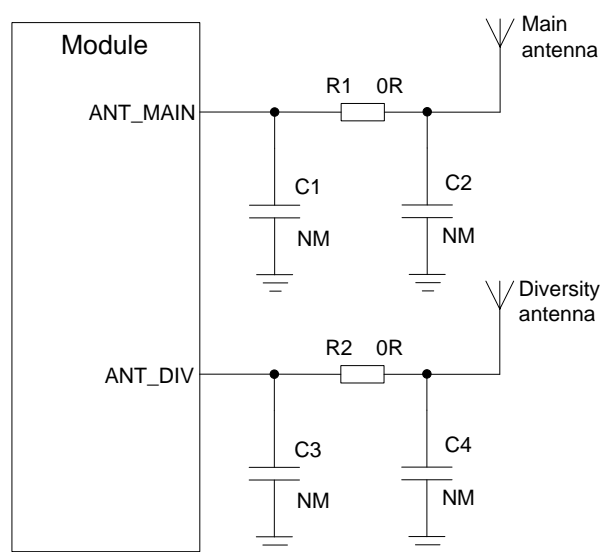 Module
Main
antenna
R1 0R
ANT_MAIN
C1
C2
NM
NM
Diversity
antenna
R2 0R
ANT_DIV
C3
C4
NM
NM